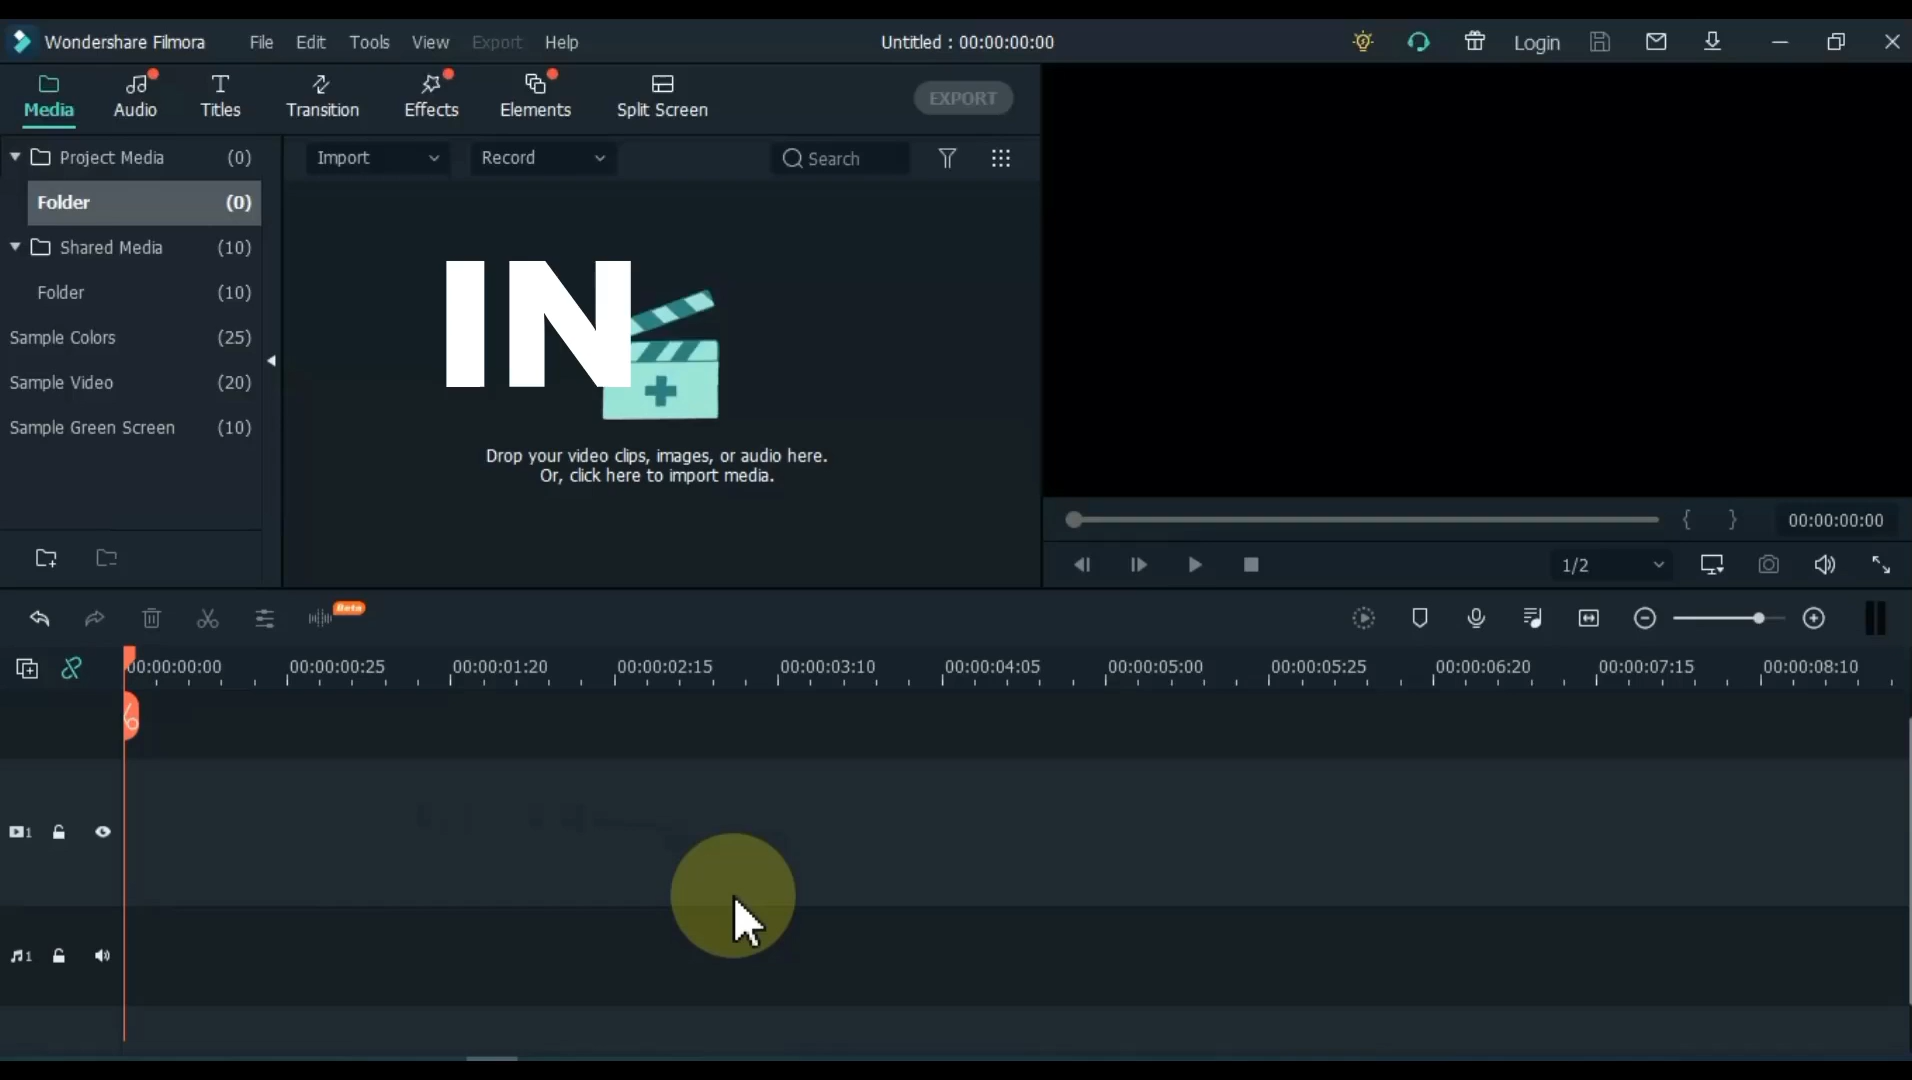 Wondershare Filmora File Edit Tools View Export Help Untitled : 00:00:00:00 Login
Media Audio Titles Transition Effects Elements Split Screen EXPORT
Project Media (0) Import Record Search
Folder (0)
Shared Media (10)
Folder (10)
Sample Colors (25)
Sample Video (20)
Sample Green Screen (10)
IN
Drop your video clips, images, or audio here.
Or, click here to import media.
00:00:00:00
1/2
Beta
00:00:00:00 00:00:00:25 00:00:01:20 00:00:02:15 00:00:03:10 00:00:04:05 00:00:05:00 00:00:05:25 00:00:06:20 00:00:07:15 00:00:08:10
1
1